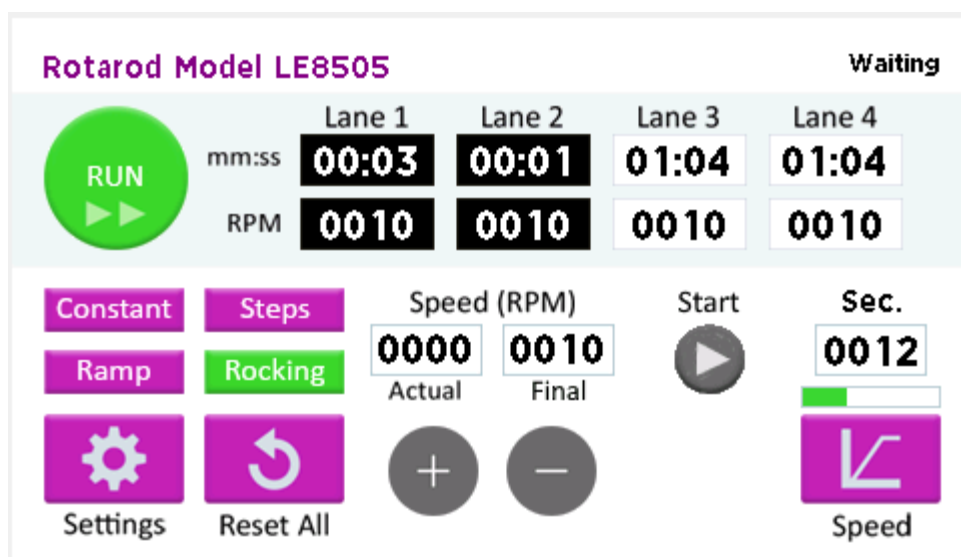 Rotarod Model LE8505 Waiting
Lane 1 Lane 2 Lane 3 Lane 4
RUN mm:ss 00:03 00:01 01:04 01:04
RPM 0010 0010 0010 0010
Constant Steps Speed (RPM) Start Sec.
Ramp Rocking 0000 0010 0012
Actual Final
Settings Reset All Speed